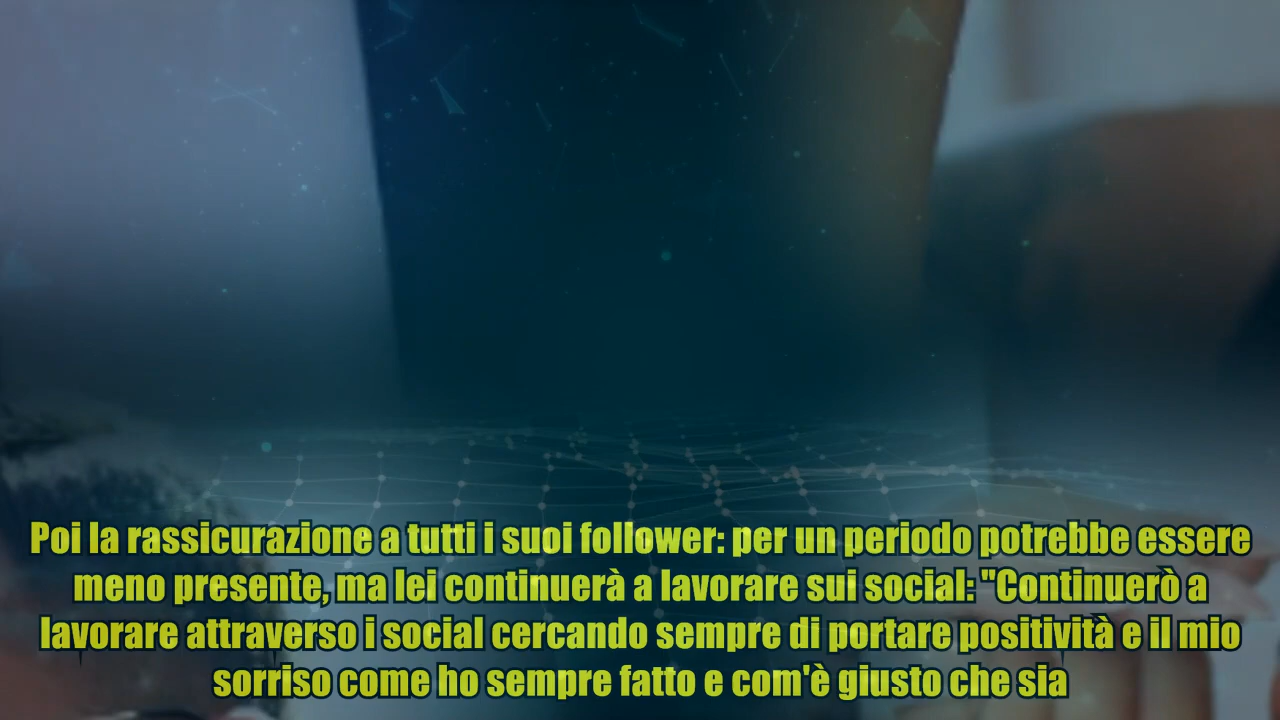 Poi la rassicurazione a tutti i suoi follower: per un periodo potrebbe essere
meno presente, ma lei continuerà a lavorare sui social: "Continuerò a
lavorare attraverso i social cercando sempre di portare positività e il mio
sorriso come ho sempre fatto e com'è giusto che sia